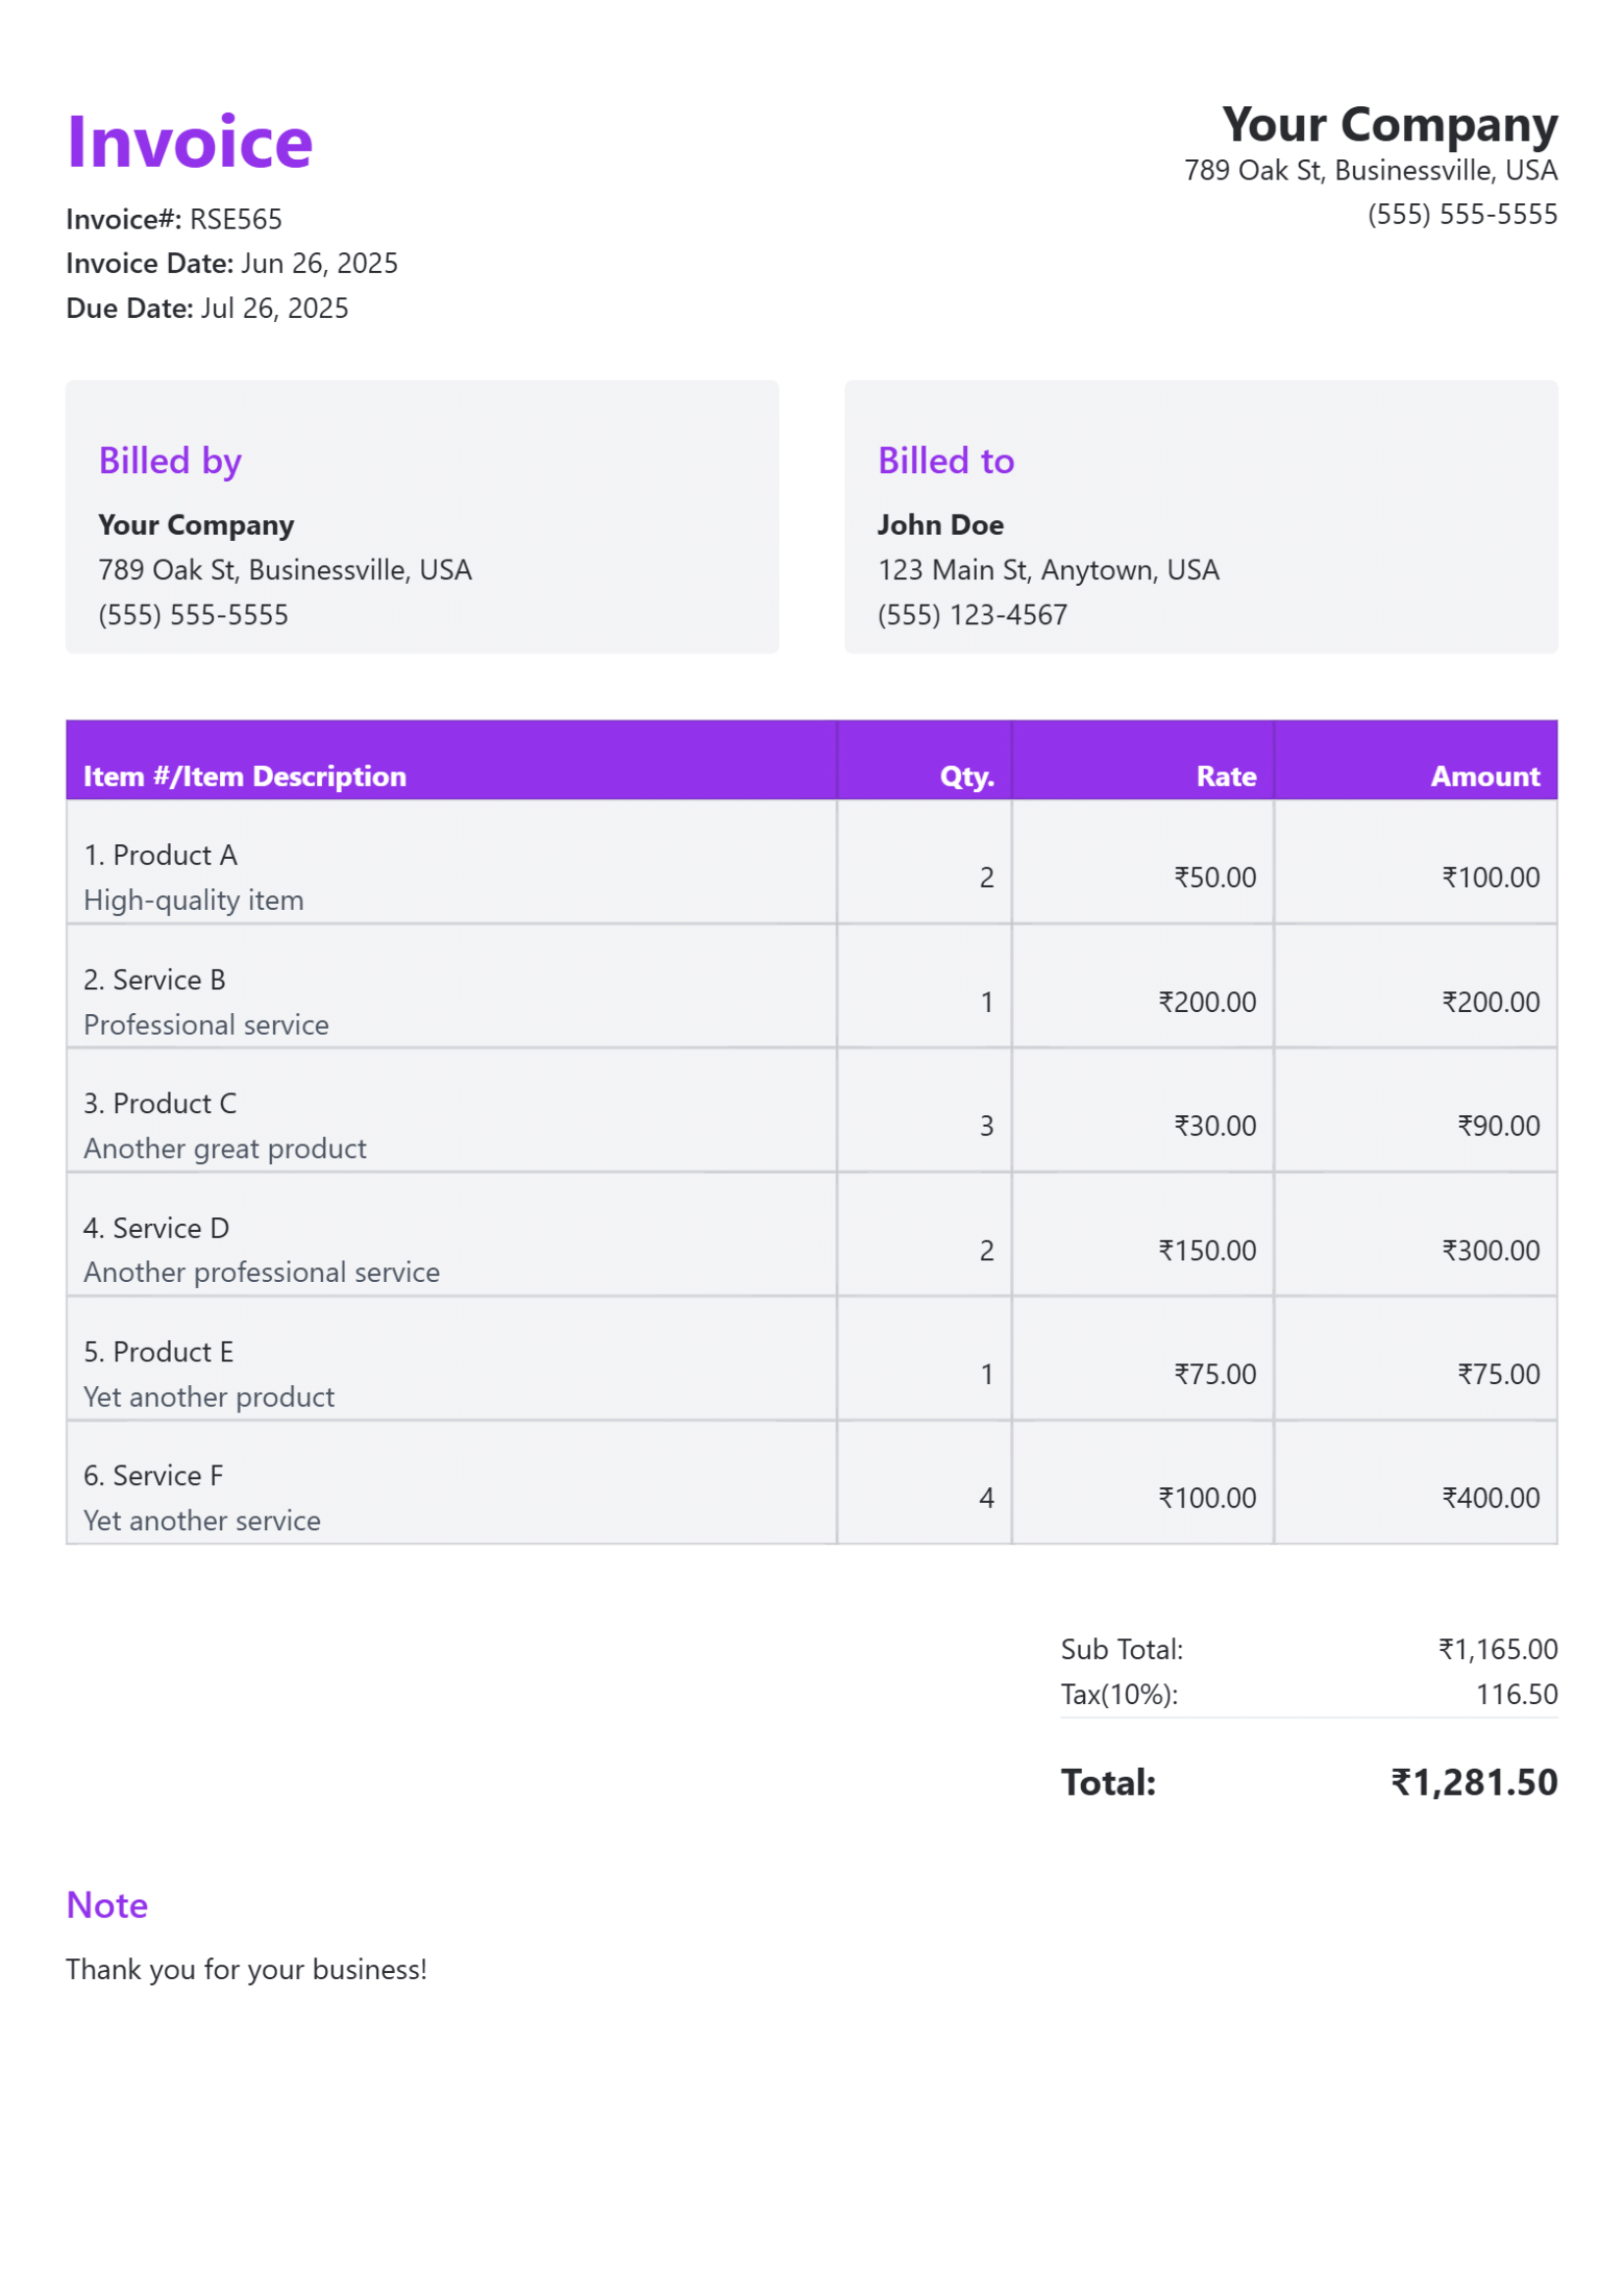 Invoice
Invoice#: RSE565
Invoice Date: Jun 26, 2025
Due Date: Jul 26, 2025
Your Company
789 Oak St, Businessville, USA
(555) 555-5555
Billed by
Your Company
789 Oak St, Businessville, USA
(555) 555-5555
Billed to
John Doe
123 Main St, Anytown, USA
(555) 123-4567
Item #/Item Description Qty. Rate Amount
1. Product A
High-quality item
2 ₹50.00 ₹100.00
2. Service B
Professional service
1 ₹200.00 ₹200.00
3. Product C
Another great product
3 ₹30.00 ₹90.00
4. Service D
Another professional service
2 ₹150.00 ₹300.00
5. Product E
Yet another product
1 ₹75.00 ₹75.00
6. Service F
Yet another service
4 ₹100.00 ₹400.00
Sub Total: ₹1,165.00
Tax(10%): 116.50
Total: ₹1,281.50
Note
Thank you for your business!